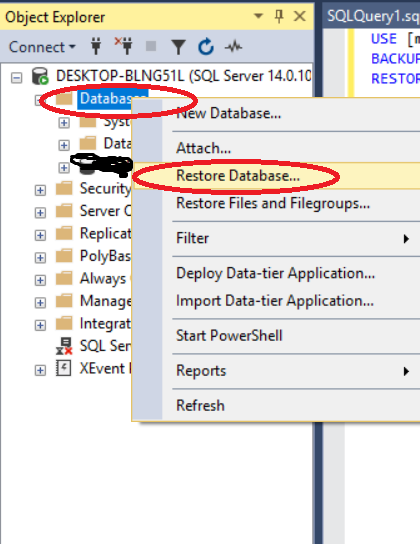 Object Explorer
SQLQuery1.sq
Connect
USE [m
BACKUP
RESTOR
DESKTOP-BLNG51L (SQL Server 14.0.10
Database
New Database...
Attach...
Restore Database...
Restore Files and Filegroups...
Filter
Deploy Data-tier Application...
Import Data-tier Application...
Start PowerShell
Reports
Refresh
Syst
Data
Security
Server O
Replicat
PolyBas
Always
Manage
Integrat
SQL Ser
XEvent